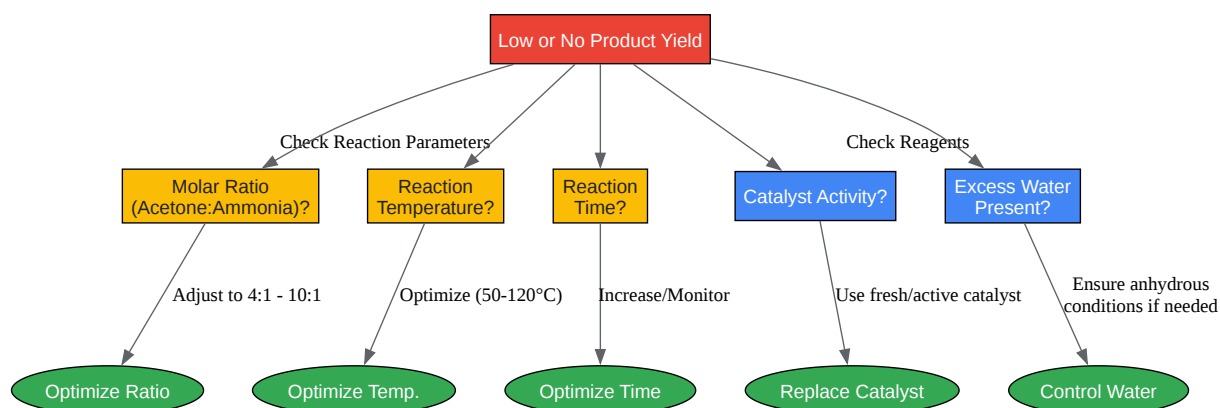 Low or No Product Yield
Check Reaction Parameters
Check Reagents
Molar Ratio
(Acetone:Ammonia)?
Reaction
Temperature?
Reaction
Time?
Catalyst Activity?
Excess Water
Present?
Adjust to 4:1 - 10:1
Optimize (50-120°C)
Increase/Monitor
Use fresh/active catalyst
Ensure anhydrous
conditions if needed
Optimize Ratio
Optimize Temp.
Optimize Time
Replace Catalyst
Control Water